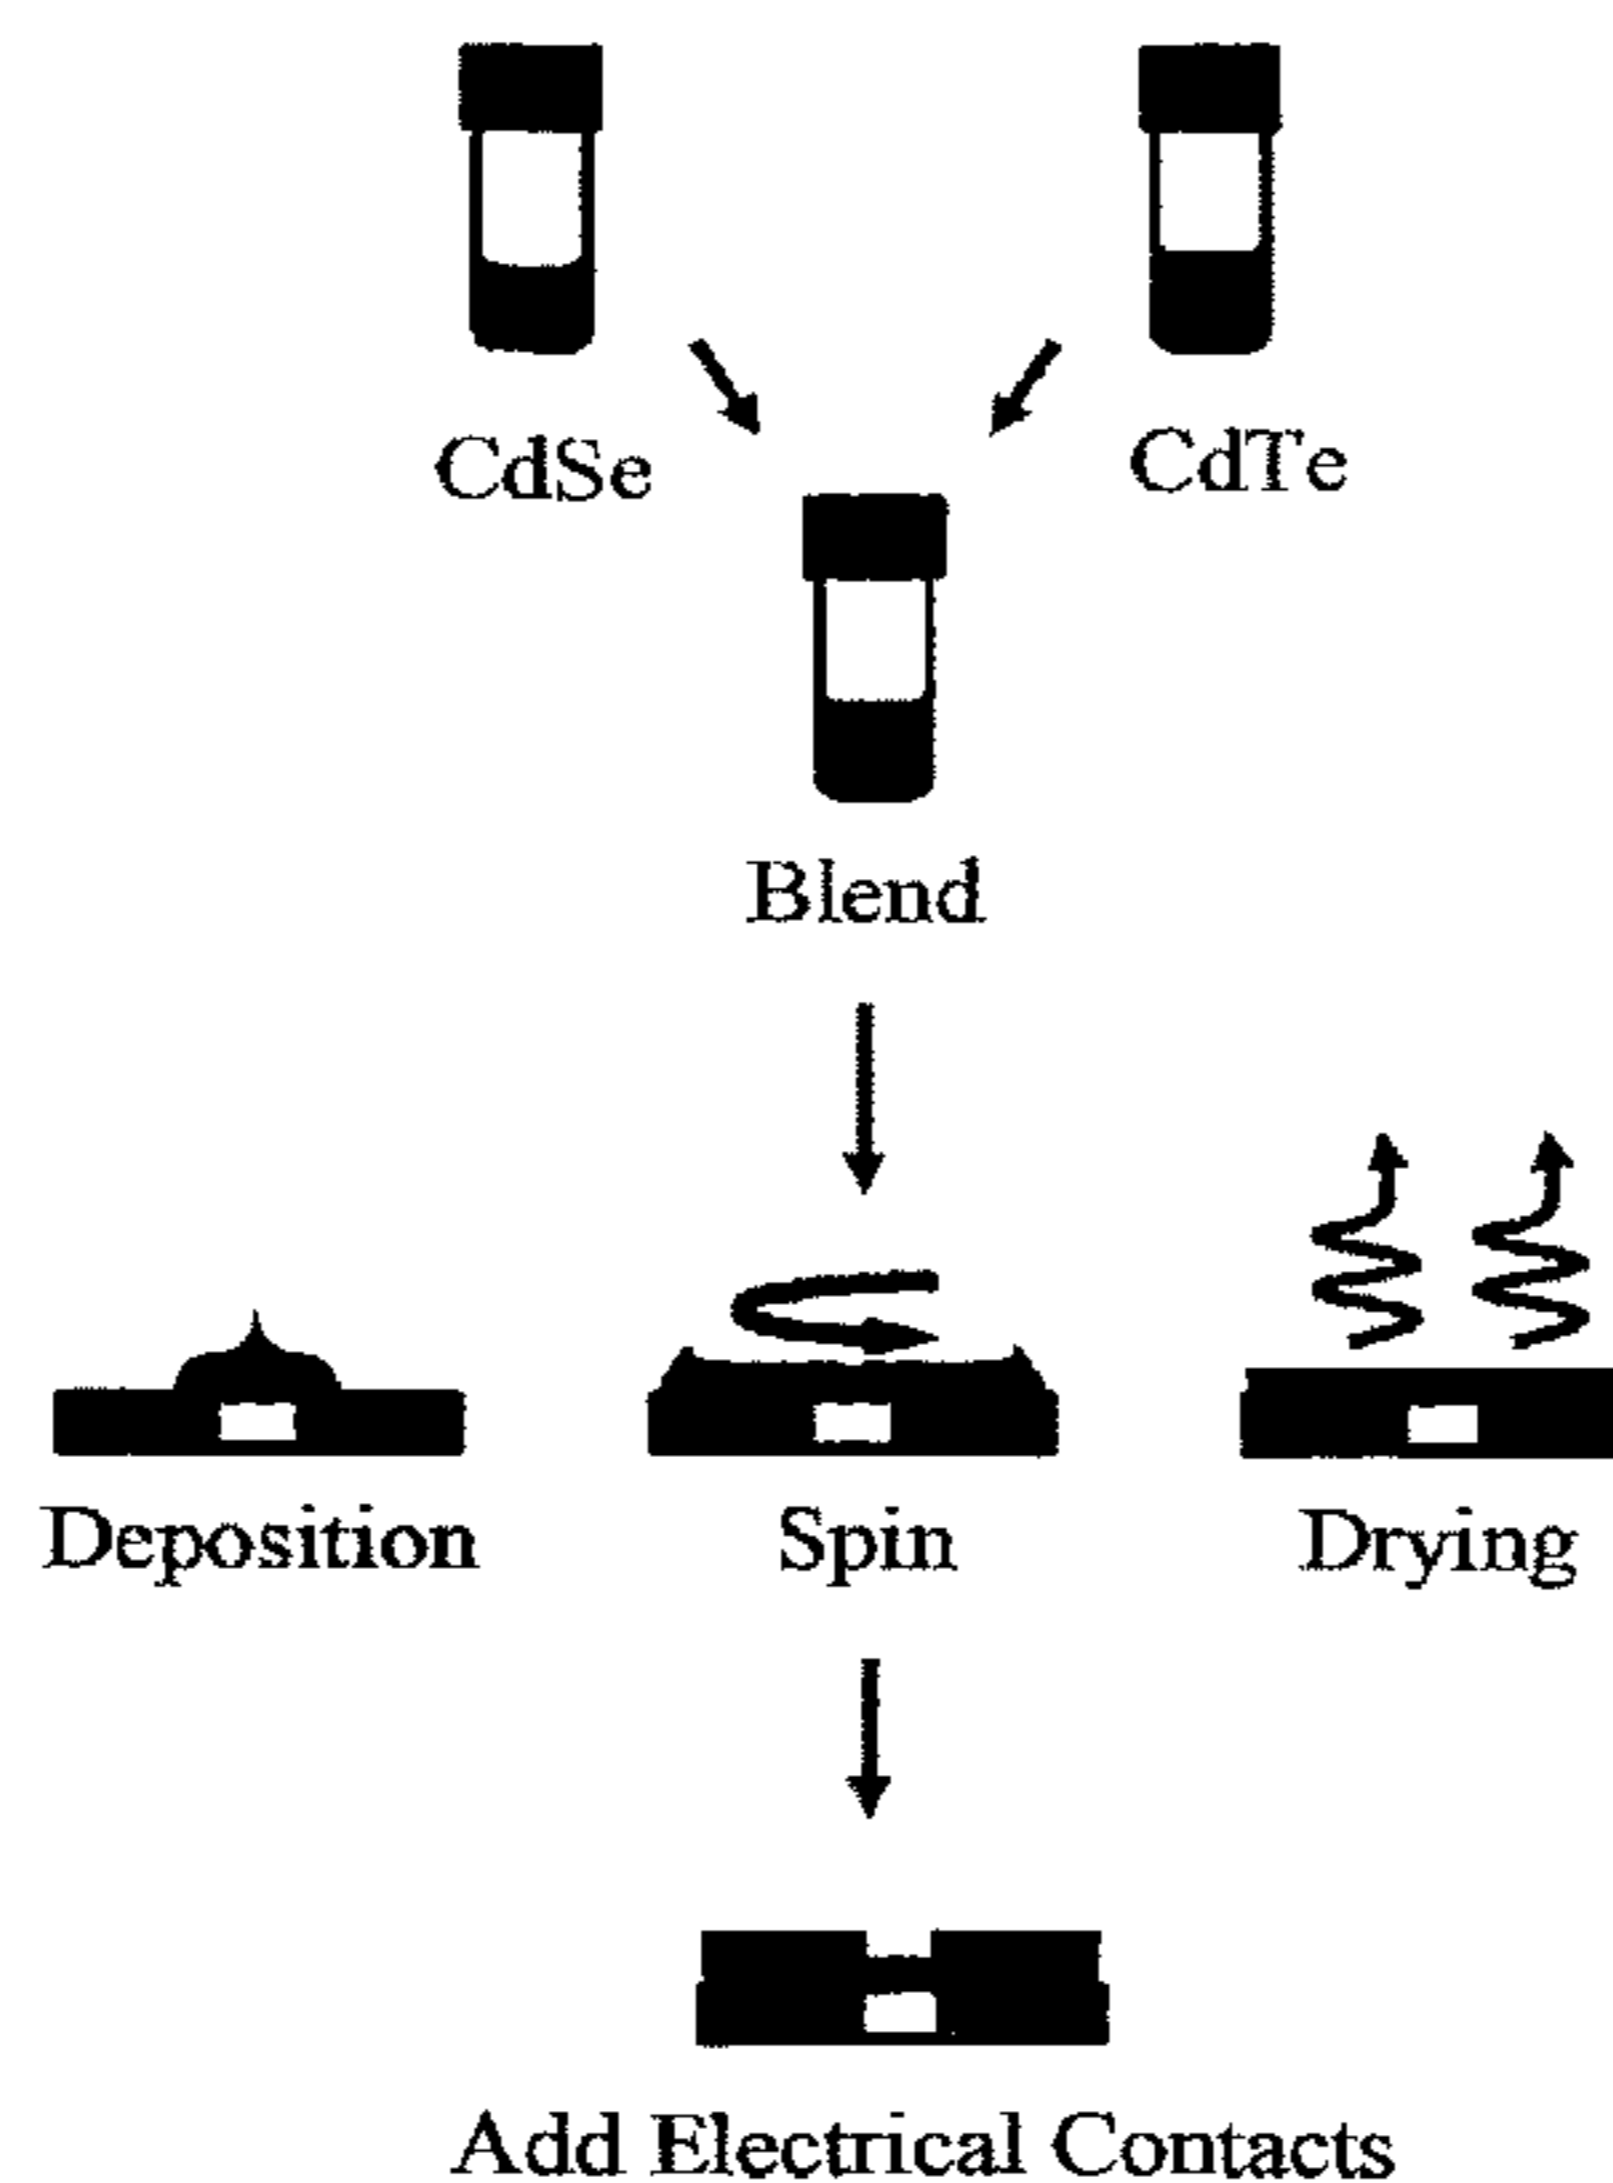 CdSe
CdTe
Blend
Deposition
Spin
Drying
Add Electrical Contacts